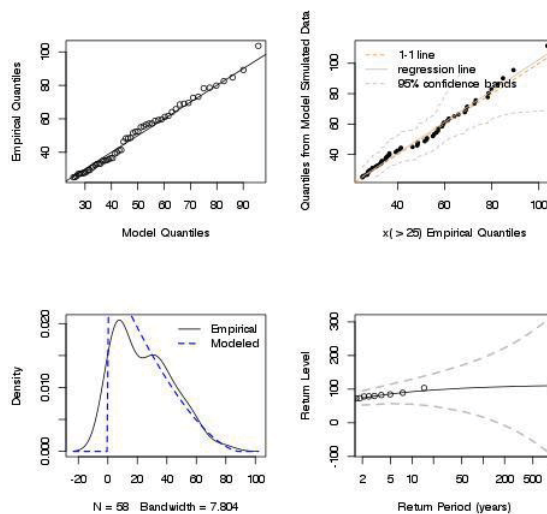 Empirical Quantiles
40 60 80 100
30 40 50 60 70 80 90
Model Quantiles
Quantiles from Model Simulated Data
40 60 80 100
1-1 line
regression line
95% confidence bands
40 60 80 100
x( > 25) Empirical Quantiles
Density
0.000 0.010 0.020
Empirical
Modeled
-20 0 20 40 60 80 100
N = 58 Bandwidth = 7.804
Return Level
-100 0 100 200 300
2 5 10 50 200 500
Return Period (years)